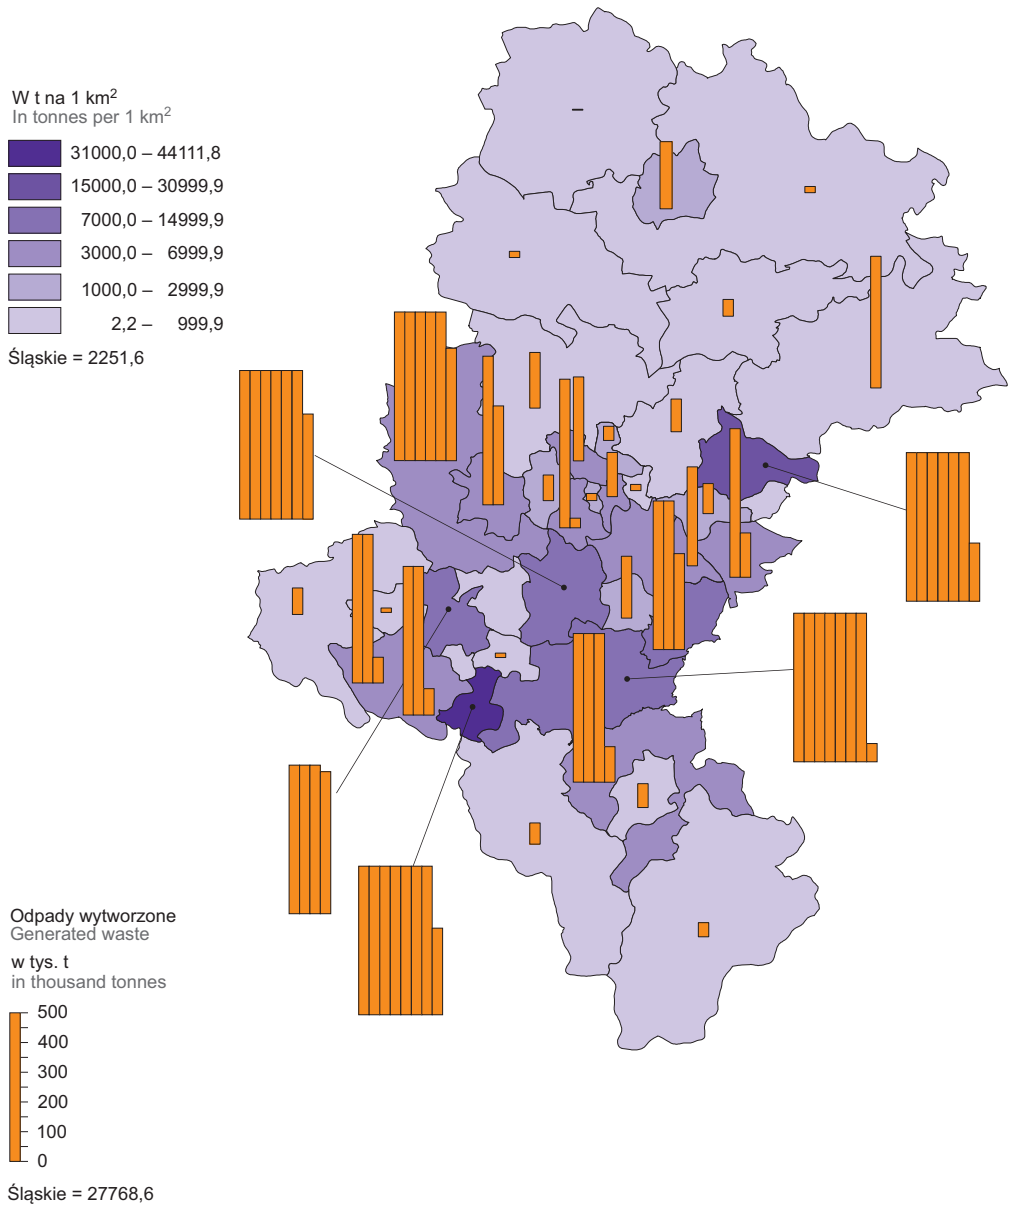 W t na 1 km²
In tonnes per 1 km²
31000,0 – 44111,8
15000,0 – 30999,9
7000,0 – 14999,9
3000,0 – 6999,9
1000,0 – 2999,9
2,2 – 999,9
Śląskie = 2251,6
Odpady wytworzone
Generated waste
w tys. t
in thousand tonnes
500
400
300
200
100
0
Śląskie = 27768,6